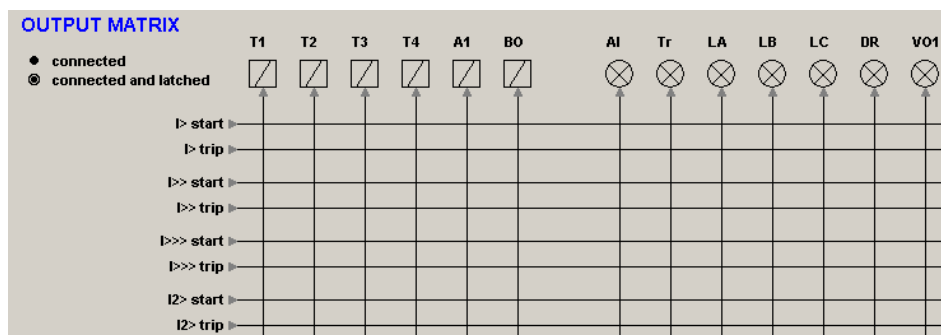 OUTPUT MATRIX
T1 T2 T3 T4 A1 BO AI Tr LA LB LC DR VO1
connected
connected and latched
I> start
I> trip
I>> start
I>> trip
I>>> start
I>>> trip
I2> start
I2> trip